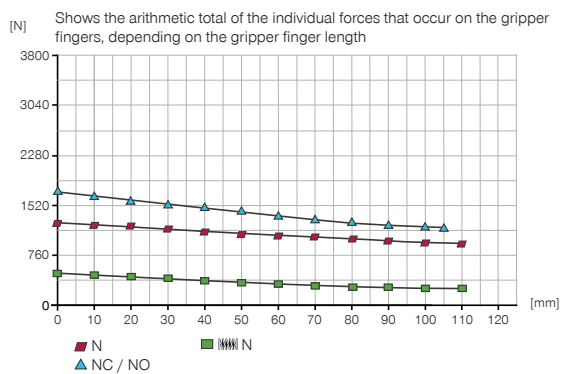 Shows the arithmetic total of the individual forces that occur on the gripper
[N]
fingers, depending on the gripper finger length
3800
3040
2280
1520
760
0
0 10 20 30 40 50 60 70 80 90 100 110 120
[mm]
N
N
NC / NO